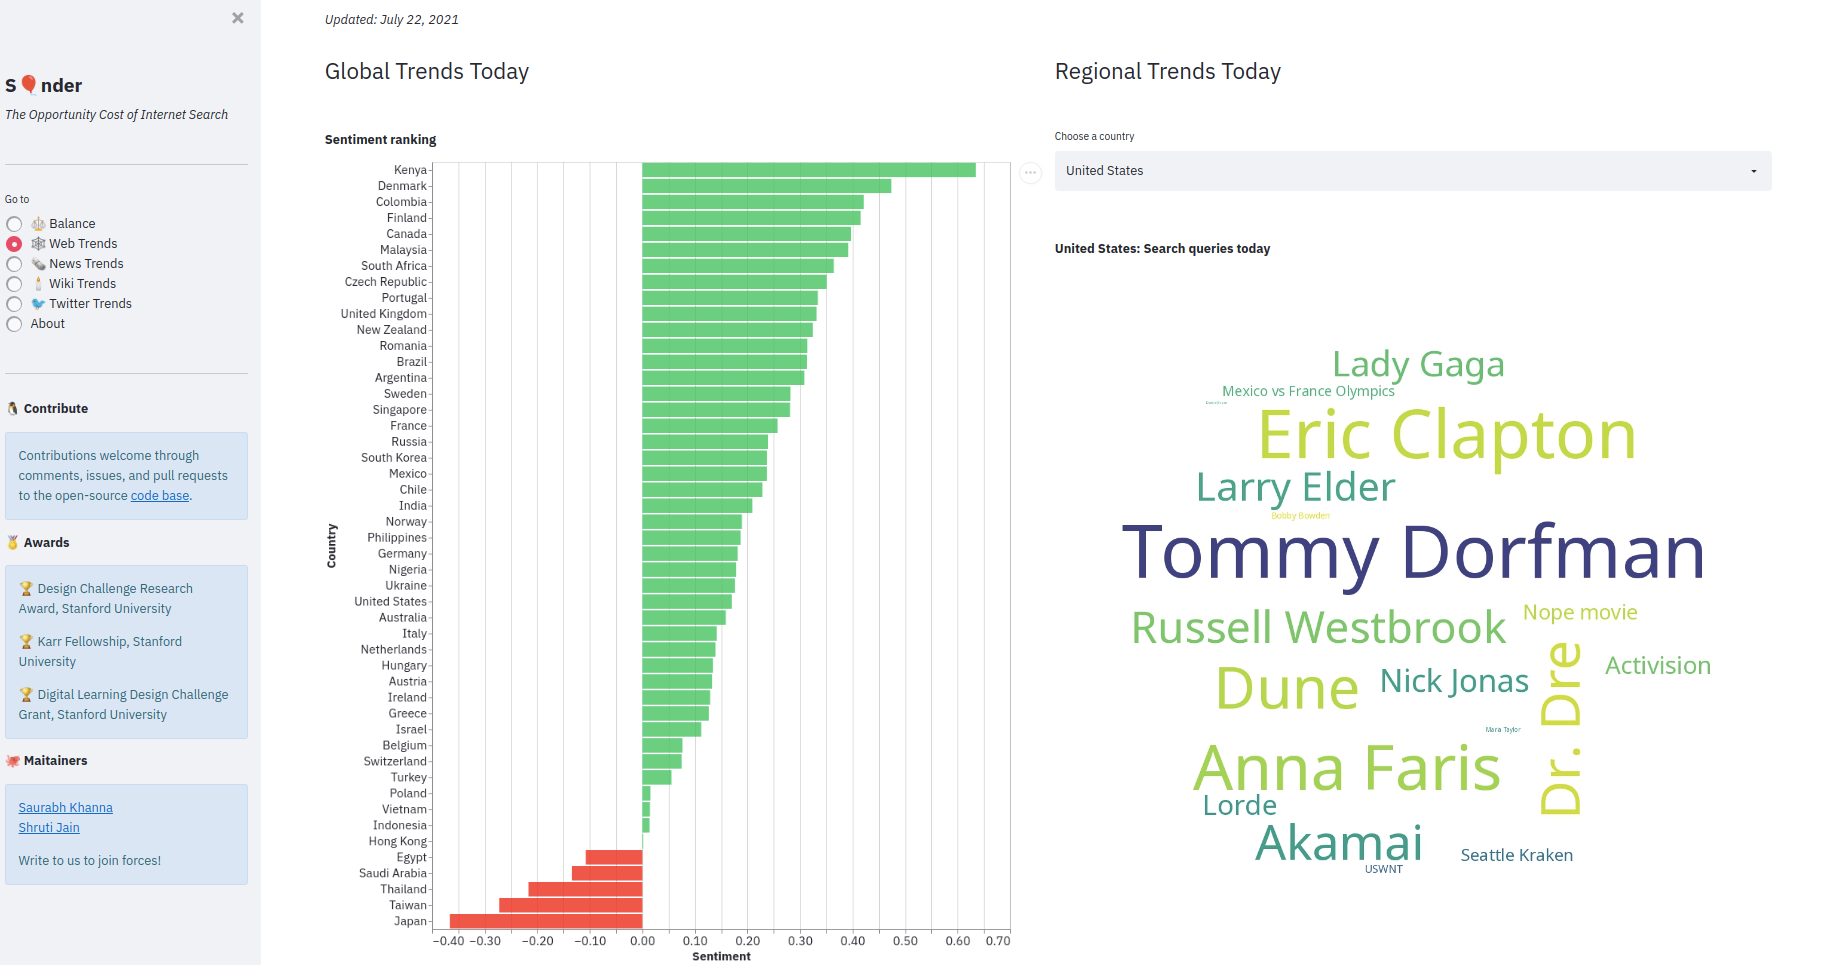 S🎈nder
The Opportunity Cost of Internet Search
Go to
Balance
Web Trends
News Trends
Wiki Trends
Twitter Trends
About
Contribute
Contributions welcome through
comments, issues, and pull requests
to the open-source code base.
Awards
Design Challenge Research
Award, Stanford University
Karr Fellowship, Stanford
University
Digital Learning Design Challenge
Grant, Stanford University
Maitainers
Saurabh Khanna
Shruti Jain
Write to us to join forces!
Updated: July 22, 2021
Global Trends Today
Sentiment ranking
Country
Kenya
Denmark
Colombia
Finland
Canada
Malaysia
South Africa
Czech Republic
Portugal
United Kingdom
New Zealand
Romania
Brazil
Argentina
Sweden
Singapore
France
Russia
South Korea
Mexico
Chile
India
Norway
Philippines
Germany
Nigeria
Ukraine
United States
Australia
Italy
Netherlands
Hungary
Austria
Ireland
Greece
Israel
Belgium
Switzerland
Turkey
Poland
Vietnam
Indonesia
Hong Kong
Egypt
Saudi Arabia
Thailand
Taiwan
Japan
−0.40 −0.30 −0.20 −0.10 0.00 0.10 0.20 0.30 0.40 0.50 0.60 0.70
Sentiment
Regional Trends Today
Choose a country
United States
United States: Search queries today
Lady Gaga
Mexico vs France Olympics
Eric Clapton
Larry Elder
Bobby Bowden
Tommy Dorfman
Russell Westbrook
Nope movie
Dune
Nick Jonas
Dr. Dre
Activision
Maria Taylor
Anna Faris
Lorde
Akamai
Seattle Kraken
USWNT